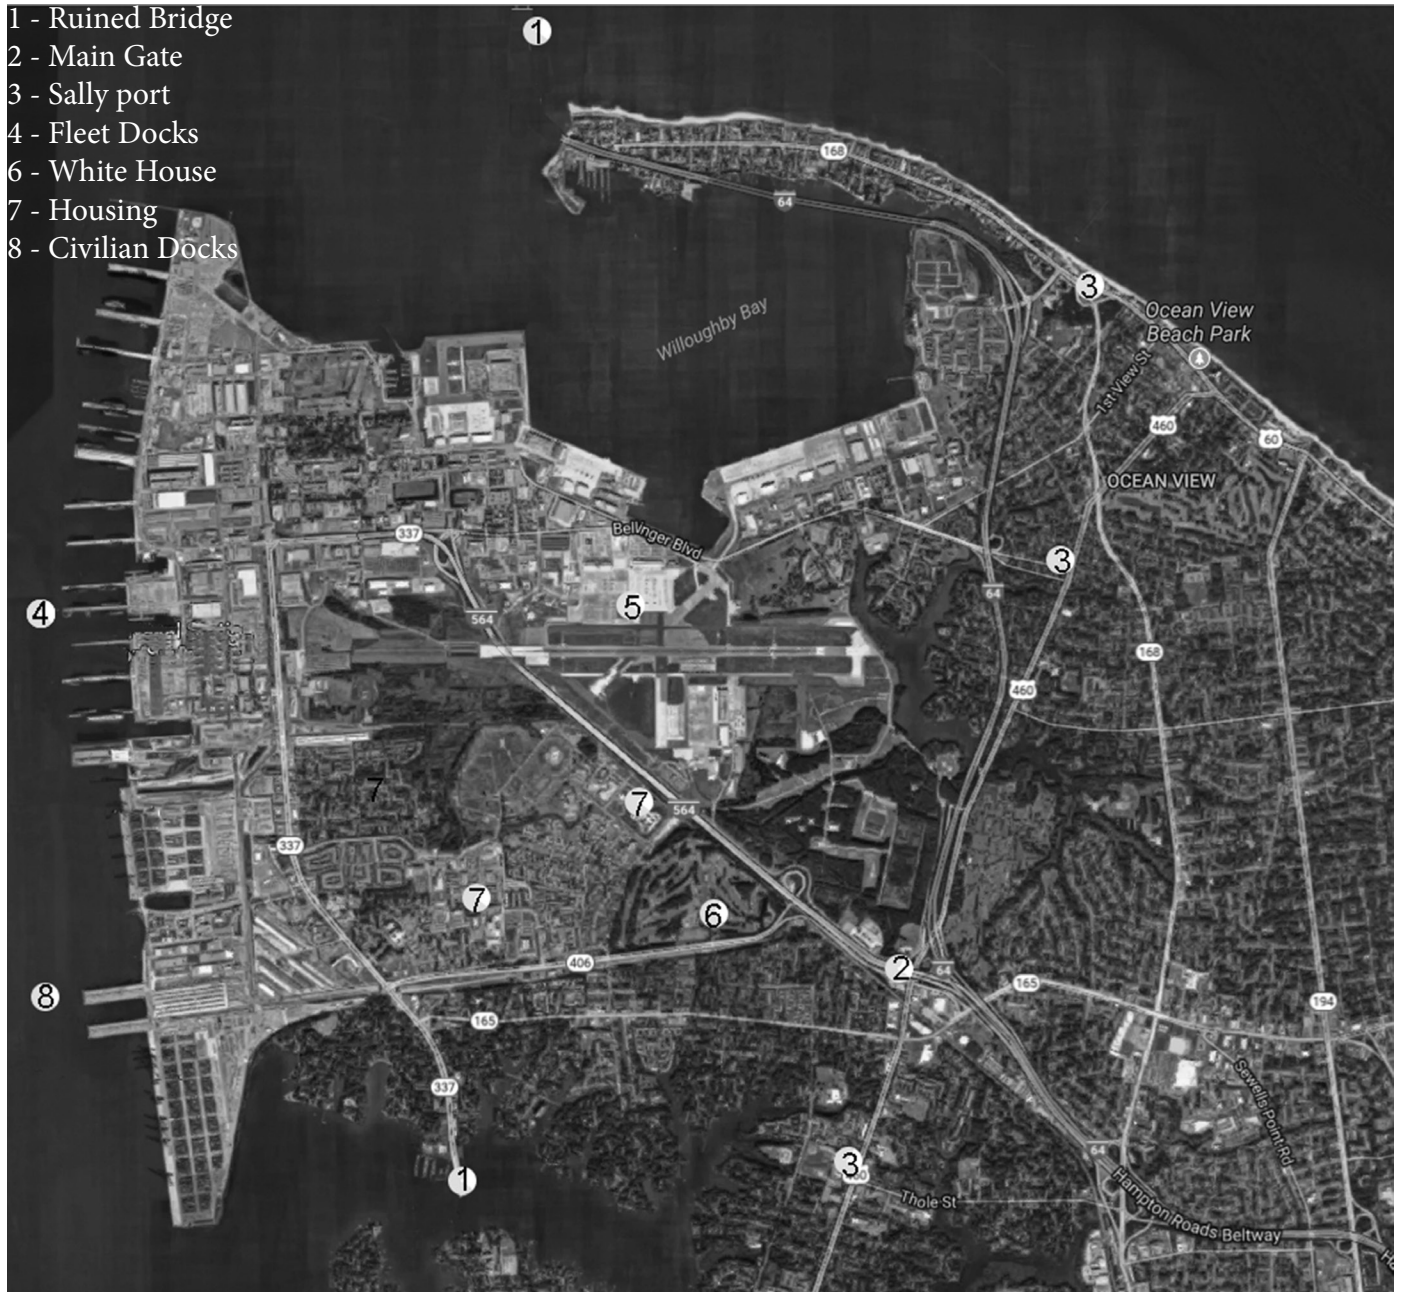 1 - Ruined Bridge
2 - Main Gate
3 - Sally port
4 - Fleet Docks
6 - White House
7 - Housing
8 - Civilian Docks
1
168
64
3
Ocean View
Beach Park
Willoughby Bay
1st View St
460
60
OCEAN VIEW
337
Bellinger Blvd
3
64
5
4
564
168
460
7
7
564
337
7
6
406
2
64
165
8
194
165
337
Sewells Point Rd
64
3
60
1
Thole St
Hampton Roads Beltway